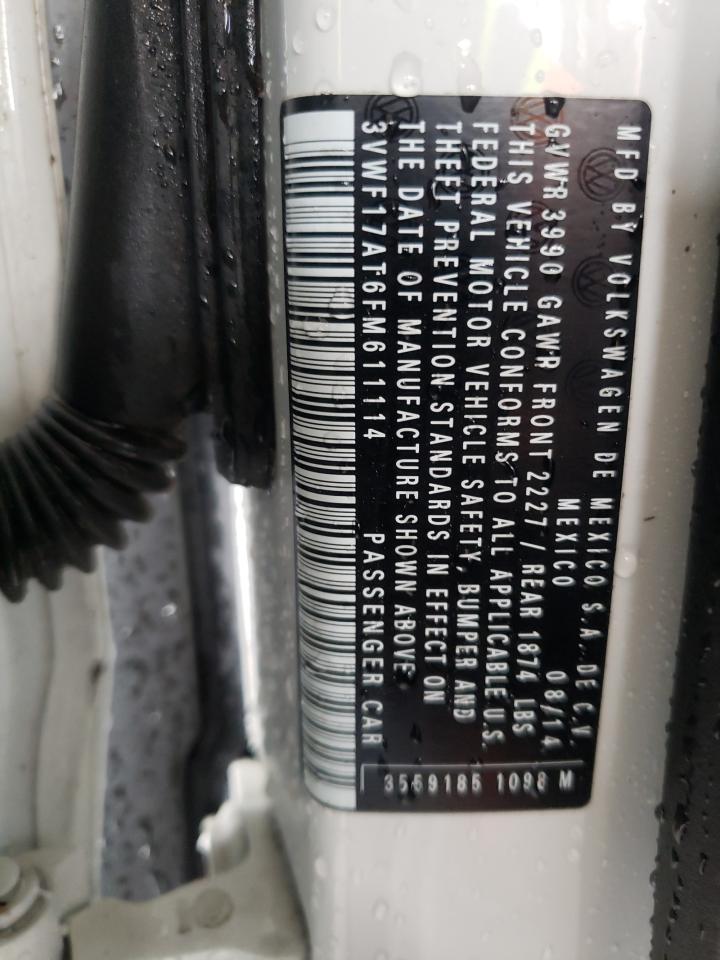 MFD BY VOLKSWAGEN DE MEXICO S.A. DE C.V.
MEXICO 08/14
GVWR 3990 GAWR FRONT 2227 / REAR 1874 LBS
THIS VEHICLE CONFORMS TO ALL APPLICABLE U.S.
FEDERAL MOTOR VEHICLE SAFETY, BUMPER AND
THEFT PREVENTION STANDARDS IN EFFECT ON
THE DATE OF MANUFACTURE SHOWN ABOVE.
3VWF17AT6FM611114 PASSENGER CAR
3559185 1098 M